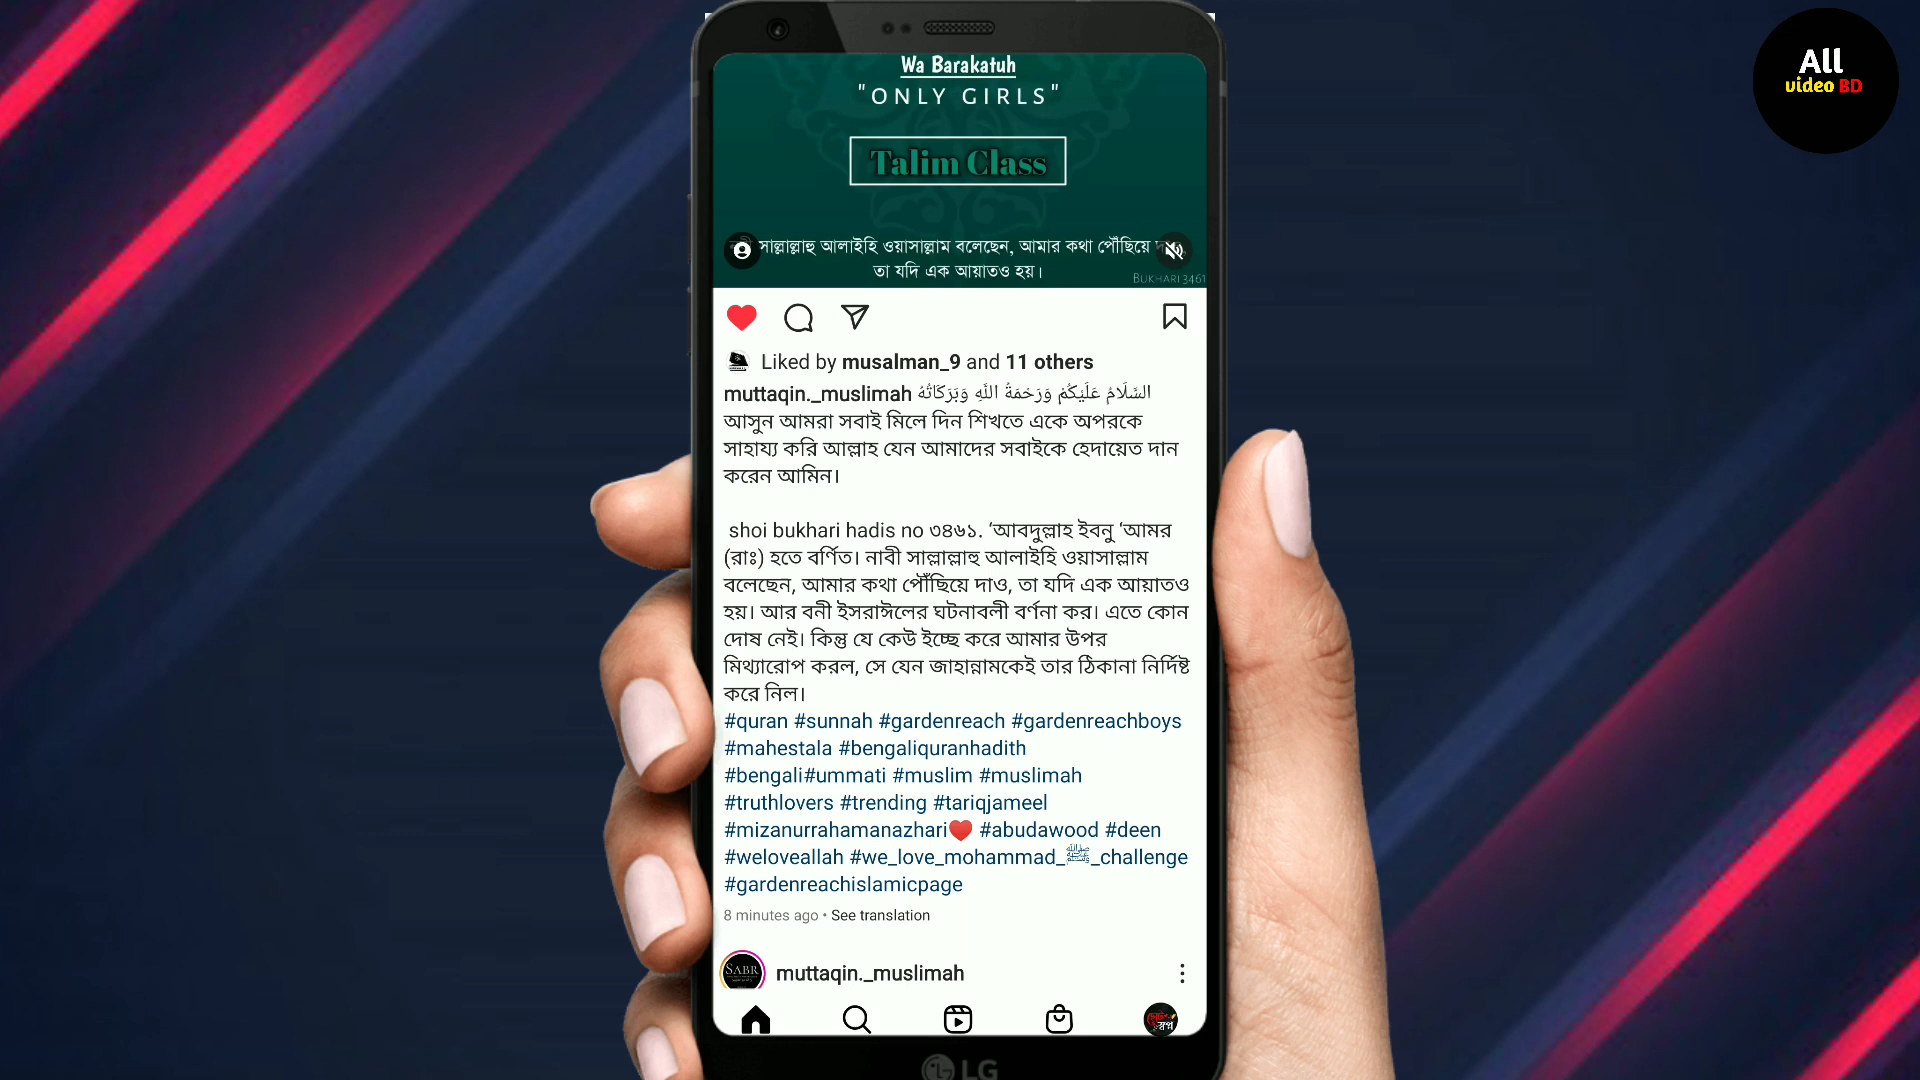 All
video BD
Wa Barakatuh
"ONLY GIRLS"
Talim Class
সাল্লাল্লাহু আলাইহি ওয়াসাল্লাম বলেছেন, আমার কথা পৌঁছিয়ে
তা যদি এক আয়াতও হয়।
BUKHARI 3461
Liked by musalman_9 and 11 others
muttaqin._muslimah السَّلَامُ عَلَيْكُمْ وَرَحْمَةُ اللَّهِ وَبَرَكَاتُهُ
আসুন আমরা সবাই মিলে দিন শিখতে একে অপরকে
সাহায্য করি আল্লাহ যেন আমাদের সবাইকে হেদায়েত দান
করেন আমিন।
shoi bukhari hadis no ৩৪৬১. ‘আবদুল্লাহ ইবনু ‘আমর
(রাঃ) হতে বর্ণিত। নাবী সাল্লাল্লাহু আলাইহি ওয়াসাল্লাম
বলেছেন, আমার কথা পৌঁছিয়ে দাও, তা যদি এক আয়াতও
হয়। আর বনী ইসরাঈলের ঘটনাবলী বর্ণনা কর। এতে কোন
দোষ নেই। কিন্তু যে কেউ ইচ্ছে করে আমার উপর
মিথ্যারোপ করল, সে যেন জাহান্নামকেই তার ঠিকানা নির্দিষ্ট
করে নিল।
#quran #sunnah #gardenreach #gardenreachboys
#mahestala #bengaliquranhadith
#bengali#ummati #muslim #muslimah
#truthlovers #trending #tariqjameel
#mizanurrahamanazhari♥️ #abudawood #deen
#weloveallah #we_love_mohammad_ﷺ_challenge
#gardenreachislamicpage
8 minutes ago • See translation
SABR
muttaqin._muslimah
LG